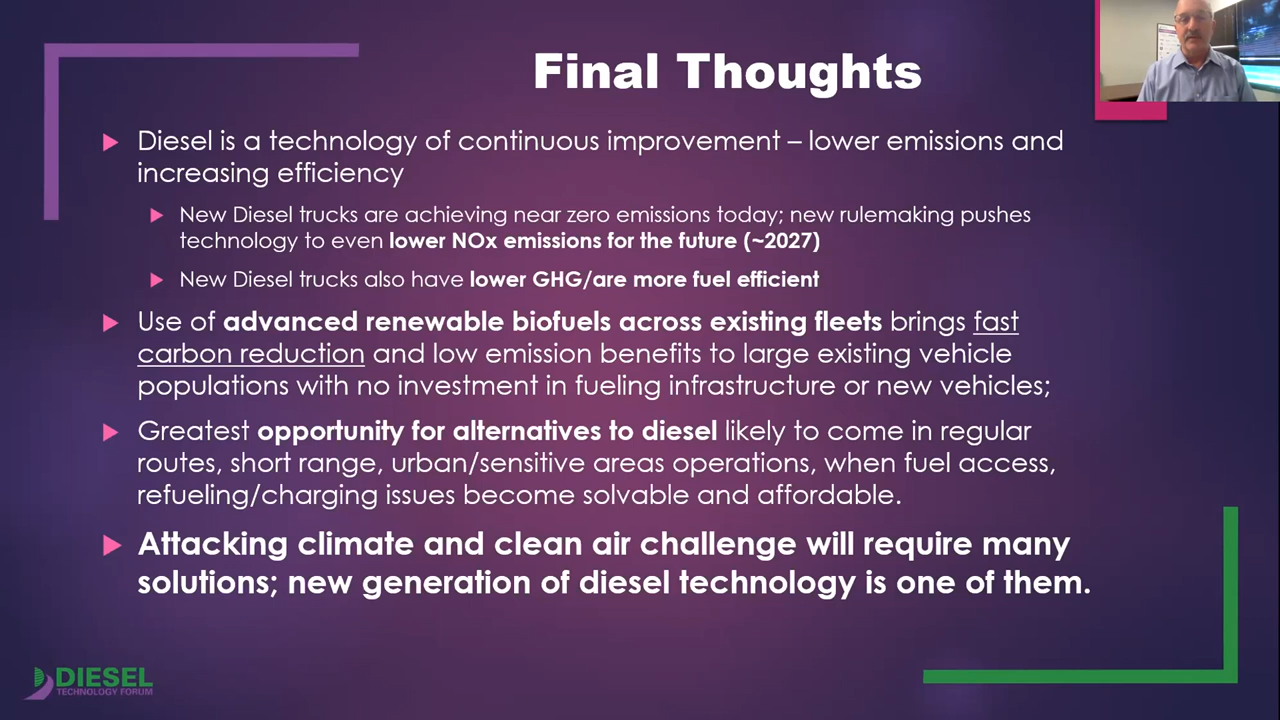 Final Thoughts
Diesel is a technology of continuous improvement – lower emissions and
increasing efficiency
New Diesel trucks are achieving near zero emissions today; new rulemaking pushes
technology to even lower NOx emissions for the future (~2027)
New Diesel trucks also have lower GHG/are more fuel efficient
Use of advanced renewable biofuels across existing fleets brings fast
carbon reduction and low emission benefits to large existing vehicle
populations with no investment in fueling infrastructure or new vehicles;
Greatest opportunity for alternatives to diesel likely to come in regular
routes, short range, urban/sensitive areas operations, when fuel access,
refueling/charging issues become solvable and affordable.
Attacking climate and clean air challenge will require many
solutions; new generation of diesel technology is one of them.
DIESEL
TECHNOLOGY FORUM